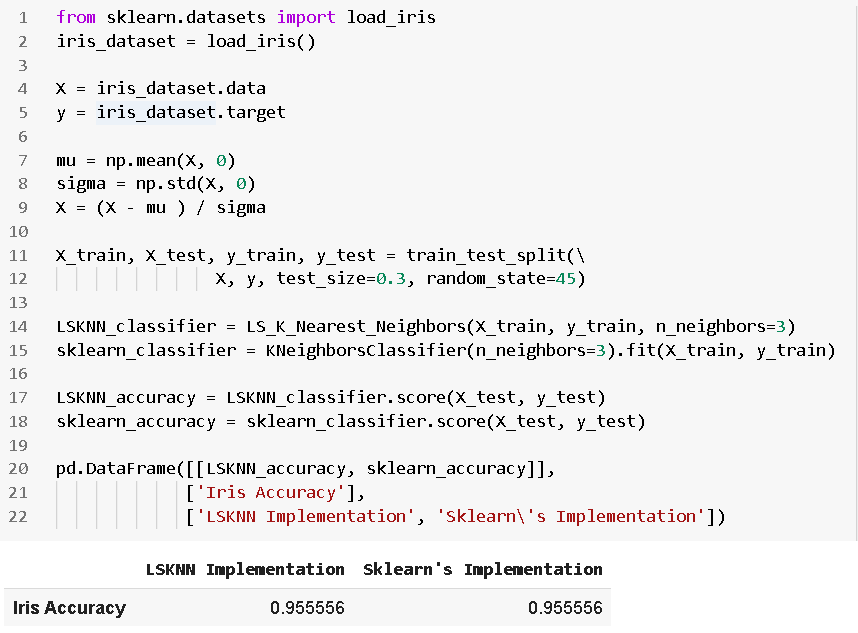 1 from sklearn.datasets import load_iris
2 iris_dataset = load_iris()
3
4 X = iris_dataset.data
5 y = iris_dataset.target
6
7 mu = np.mean(X, 0)
8 sigma = np.std(X, 0)
9 X = (X - mu ) / sigma
10
11 X_train, X_test, y_train, y_test = train_test_split(\
12 X, y, test_size=0.3, random_state=45)
13
14 LSKNN_classifier = LS_K_Nearest_Neighbors(X_train, y_train, n_neighbors=3)
15 sklearn_classifier = KNeighborsClassifier(n_neighbors=3).fit(X_train, y_train)
16
17 LSKNN_accuracy = LSKNN_classifier.score(X_test, y_test)
18 sklearn_accuracy = sklearn_classifier.score(X_test, y_test)
19
20 pd.DataFrame([[LSKNN_accuracy, sklearn_accuracy]],
21 ['Iris Accuracy'],
22 ['LSKNN Implementation', 'Sklearn\'s Implementation'])
LSKNN Implementation Sklearn's Implementation
Iris Accuracy 0.955556 0.955556